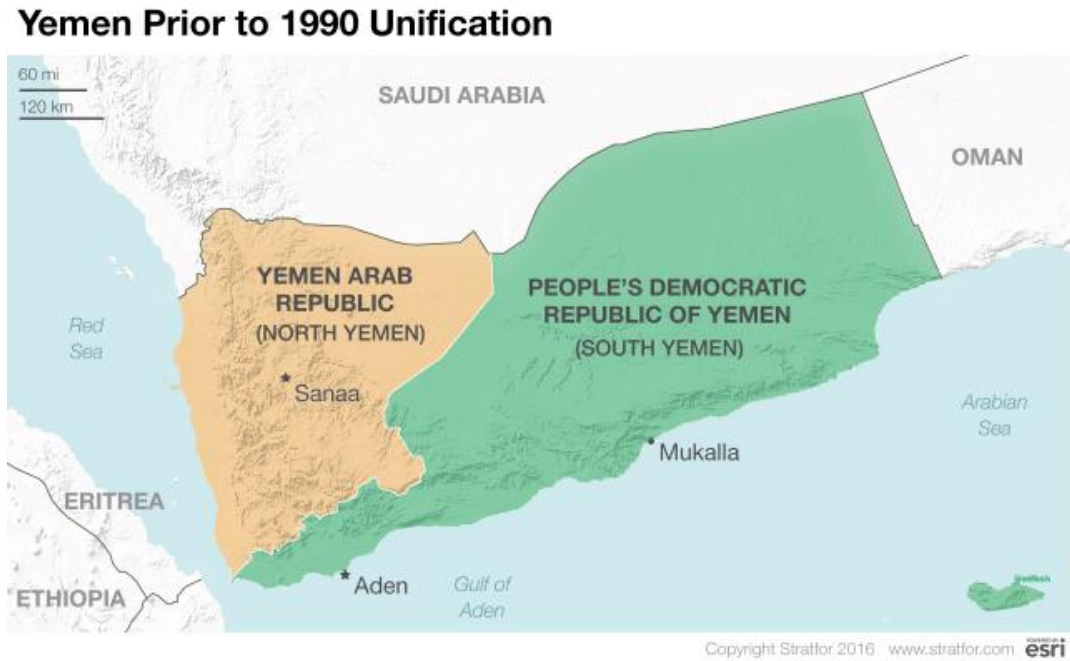 Yemen Prior to 1990 Unification
60 mi
120 km
SAUDI ARABIA
OMAN
YEMEN ARAB
REPUBLIC
(NORTH YEMEN)
PEOPLE'S DEMOCRATIC
REPUBLIC OF YEMEN
(SOUTH YEMEN)
Red
Sea
Sanaa
Arabian
Sea
Mukalla
ERITREA
Aden
Gulf of
Aden
ETHIOPIA
Copyright Stratfor 2016 www.stratfor.com
POWERED BY
esri